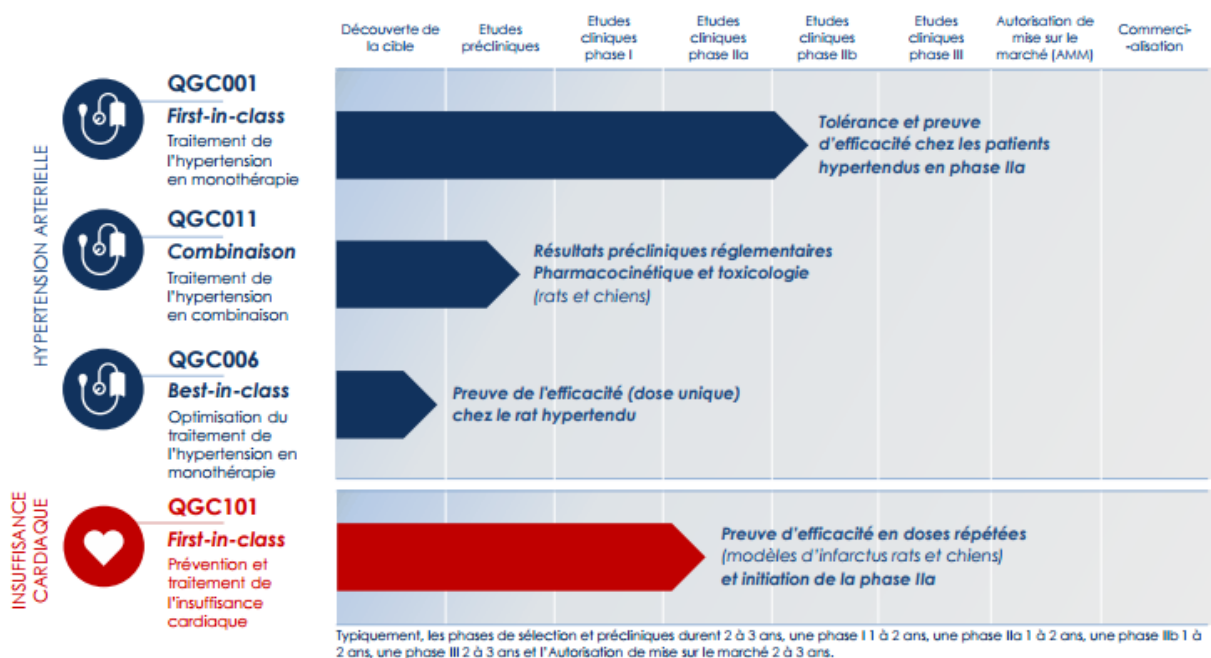 Découverte de
la cible
Etudes
précliniques
Etudes
cliniques
phase I
Etudes
cliniques
phase IIa
Etudes
cliniques
phase IIb
Etudes
cliniques
phase III
Autorisation de
mise sur le
marché (AMM)
Commerci-
-alisation
HYPERTENSION ARTERIELLE
QGC001
First-in-class
Traitement de
l'hypertension
en monothérapie
Tolérance et preuve
d'efficacité chez les patients
hypertendus en phase IIa
QGC011
Combinaison
Traitement de
l'hypertension
en combinaison
Résultats précliniques réglementaires
Pharmacocinétique et toxicologie
(rats et chiens)
QGC006
Best-in-class
Optimisation du
traitement de
l'hypertension en
monothérapie
Preuve de l'efficacité (dose unique)
chez le rat hypertendu
INSUFFISANCE
CARDIAQUE
QGC101
First-in-class
Prévention et
traitement de
l'insuffisance
cardiaque
Preuve d'efficacité en doses répétées
(modèles d'infarctus rats et chiens)
et initiation de la phase IIa
Typiquement, les phases de sélection et précliniques durent 2 à 3 ans, une phase I 1 à 2 ans, une phase IIa 1 à 2 ans, une phase IIIb 1 à
2 ans, une phase III 2 à 3 ans et l'Autorisation de mise sur le marché 2 à 3 ans.